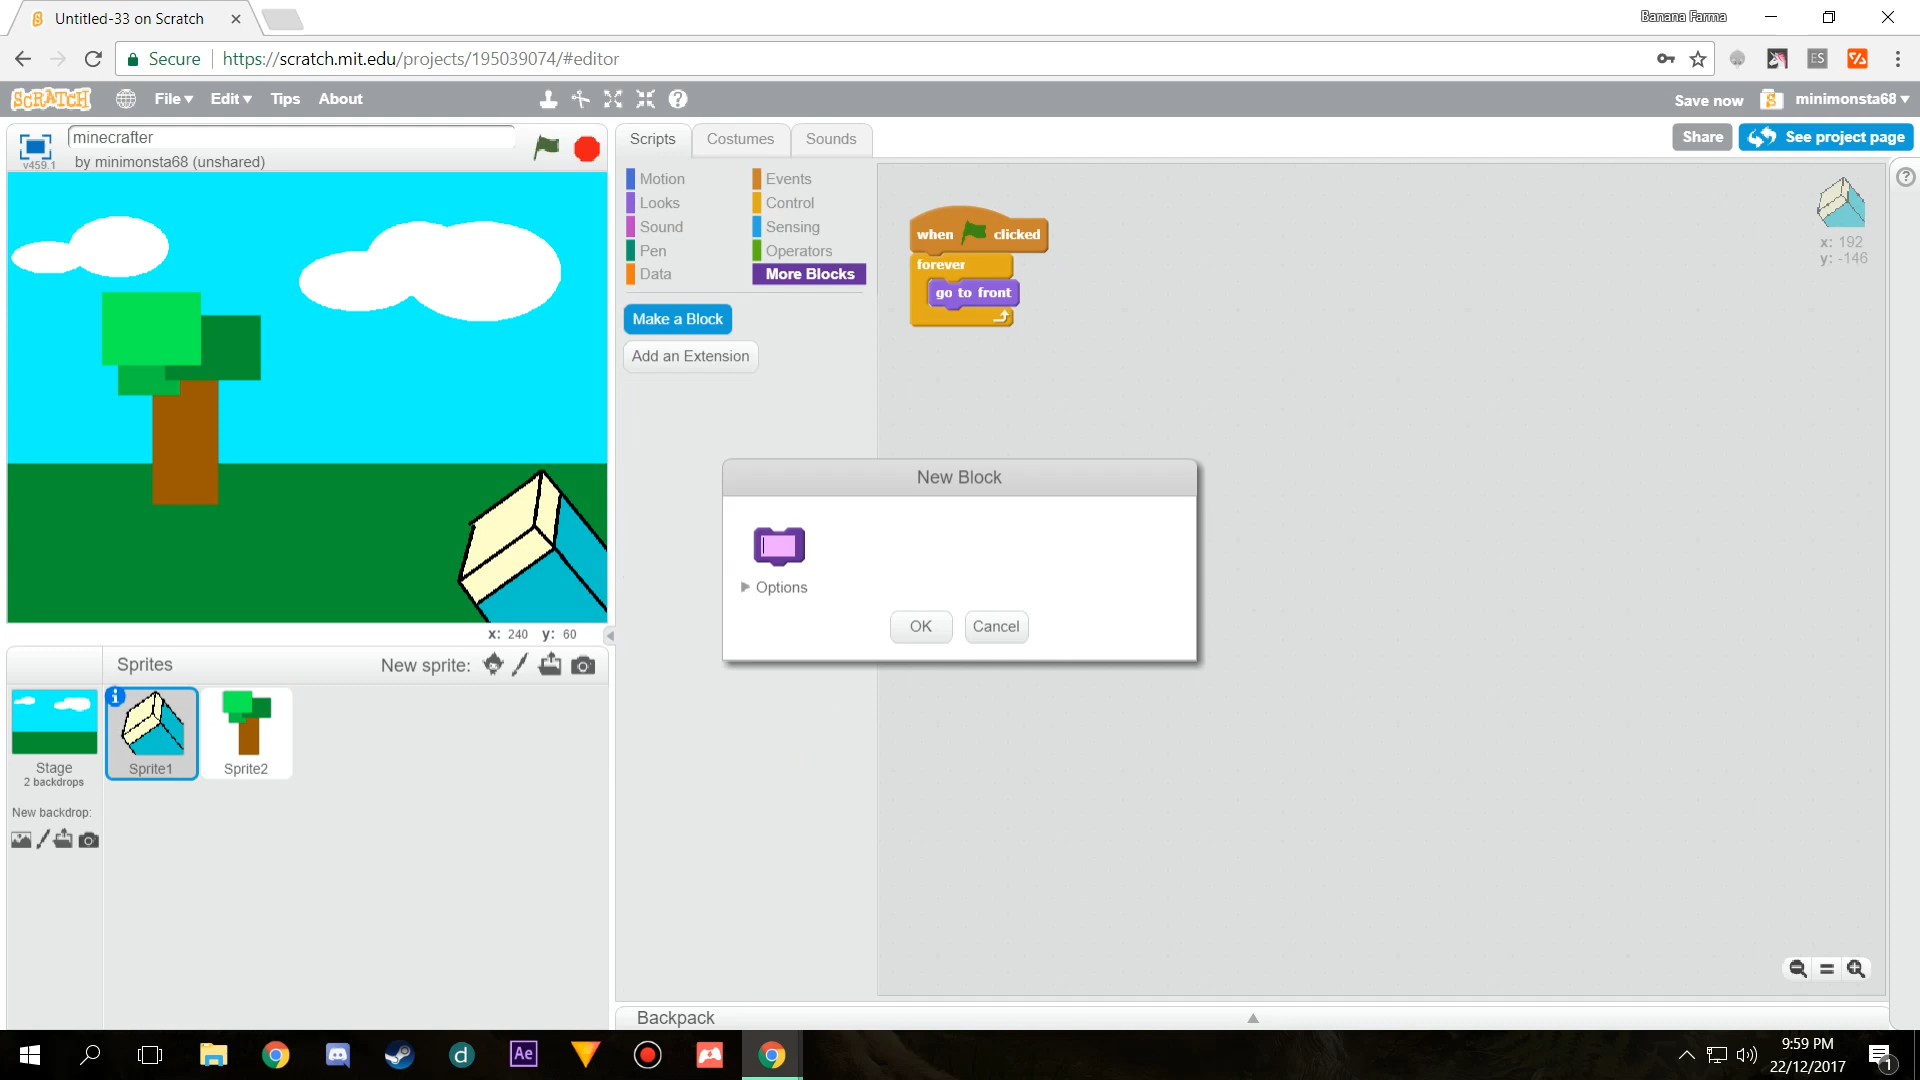 Untitled-33 on Scratch
Banana Farma
Secure
https://scratch.mit.edu/projects/195039074/#editor
ES
SCRATCH
File
Edit
Tips
About
Save now
minimonsta68
v459.1
minecrafter
by minimonsta68 (unshared)
Scripts
Costumes
Sounds
Share
See project page
Motion
Events
Looks
Control
Sound
Sensing
Pen
Operators
Data
More Blocks
Make a Block
Add an Extension
when clicked
forever
go to front
x: 192
y: -146
New Block
Options
OK
Cancel
x: 240 y: 60
Sprites
New sprite:
Stage
2 backdrops
Sprite1
Sprite2
New backdrop:
Backpack
d
Ae
9:59 PM
22/12/2017
1